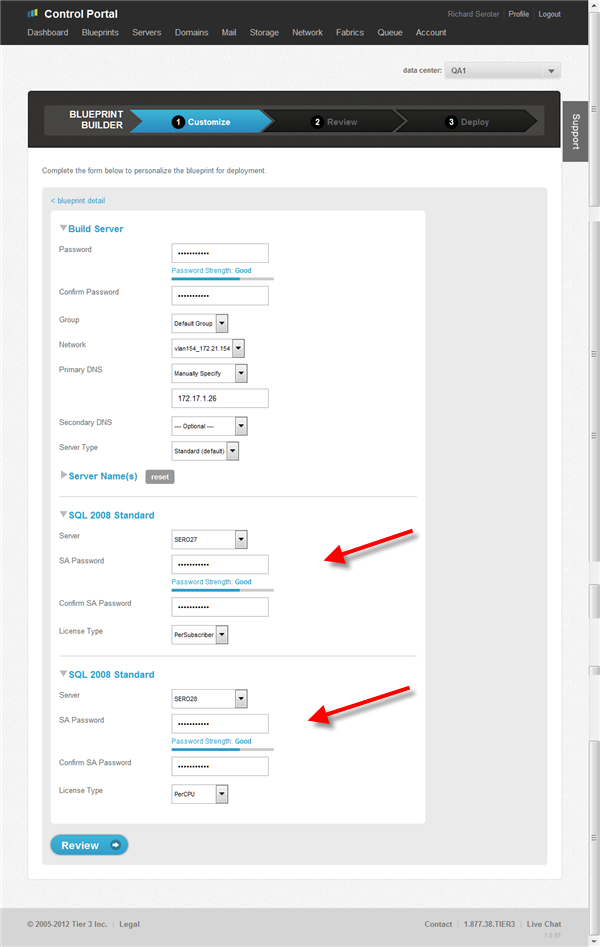 Control Portal
Richard Seroter Profile Logout
Dashboard Blueprints Servers Domains Mail Storage Network Fabrics Queue Account
data center: QA1
BLUEPRINT
BUILDER
1 Customize
2 Review
3 Deploy
Support
Complete the form below to personalize the blueprint for deployment.
< blueprint detail
Build Server
Password •••••••••••
Password Strength: Good
Confirm Password •••••••••••
Group Default Group
Network vlan154_172.21.154
Primary DNS Manually Specify
172.17.1.26
Secondary DNS --- Optional ---
Server Type Standard (default)
Server Name(s) reset
SQL 2008 Standard
Server SERO27
SA Password •••••••••••
Password Strength: Good
Confirm SA Password •••••••••••
License Type PerSubscriber
SQL 2008 Standard
Server SERO28
SA Password •••••••••••
Password Strength: Good
Confirm SA Password •••••••••••
License Type PerCPU
Review
© 2005-2012 Tier 3 Inc. | Legal
Contact | 1.877.38.TIER3 | Live Chat